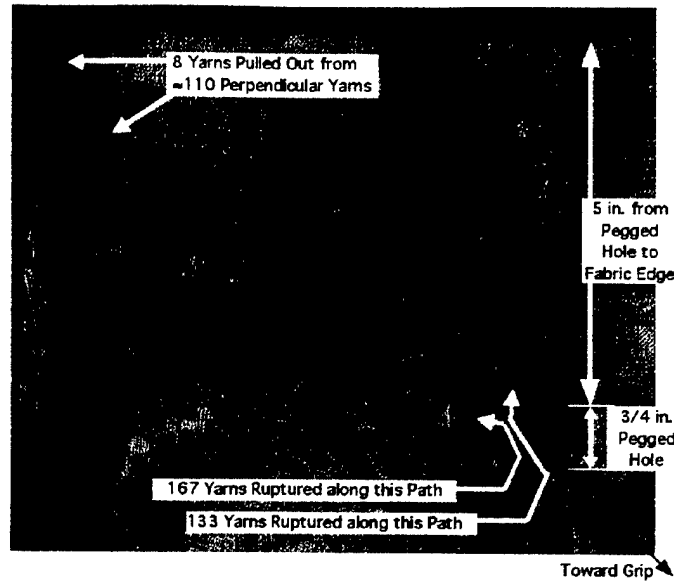 8 Yarns Pulled Out from
≈110 Perpendicular Yarns
5 in. from
Pegged
Hole to
Fabric Edge
3/4 in.
Pegged
Hole
167 Yarns Ruptured along this Path
133 Yarns Ruptured along this Path
Toward Grip